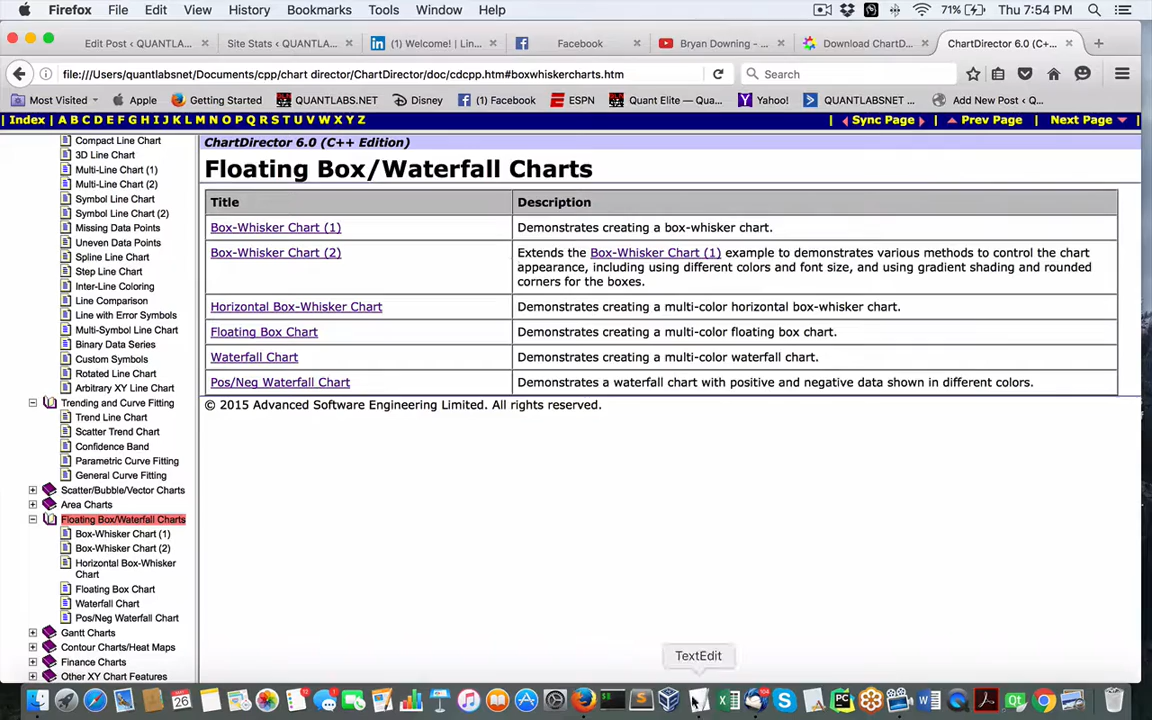 Firefox File Edit View History Bookmarks Tools Window Help 71% Thu 7:54 PM
Edit Post ‹ QUANTLA... × Site Stats ‹ QUANTL... × (1) Welcome! | Lin... × Facebook × Bryan Downing - ... × Download ChartD... × ChartDirector 6.0 (C+... ×
file:///Users/quantlabsnet/Documents/cpp/chart director/ChartDirector/doc/cdcpp.htm#boxwhiskercharts.htm Search
Most Visited Apple Getting Started QUANTLABS.NET Disney (1) Facebook ESPN Quant Elite — Qua... Yahoo! QUANTLABSNET ... Add New Post ‹ Q...
| Index | A B C D E F G H I J K L M N O P Q R S T U V W X Y Z | Sync Page | Prev Page | Next Page
Compact Line Chart
3D Line Chart
Multi-Line Chart (1)
Multi-Line Chart (2)
Symbol Line Chart
Symbol Line Chart (2)
Missing Data Points
Uneven Data Points
Spline Line Chart
Step Line Chart
Inter-Line Coloring
Line Comparison
Line with Error Symbols
Multi-Symbol Line Chart
Binary Data Series
Custom Symbols
Rotated Line Chart
Arbitrary XY Line Chart
Trending and Curve Fitting
Trend Line Chart
Scatter Trend Chart
Confidence Band
Parametric Curve Fitting
General Curve Fitting
Scatter/Bubble/Vector Charts
Area Charts
Floating Box/Waterfall Charts
Box-Whisker Chart (1)
Box-Whisker Chart (2)
Horizontal Box-Whisker
Chart
Floating Box Chart
Waterfall Chart
Pos/Neg Waterfall Chart
Gantt Charts
Contour Charts/Heat Maps
Finance Charts
Other XY Chart Features
ChartDirector 6.0 (C++ Edition)
Floating Box/Waterfall Charts
Title Description
Box-Whisker Chart (1) Demonstrates creating a box-whisker chart.
Box-Whisker Chart (2) Extends the Box-Whisker Chart (1) example to demonstrates various methods to control the chart
appearance, including using different colors and font size, and using gradient shading and rounded
corners for the boxes.
Horizontal Box-Whisker Chart Demonstrates creating a multi-color horizontal box-whisker chart.
Floating Box Chart Demonstrates creating a multi-color floating box chart.
Waterfall Chart Demonstrates creating a multi-color waterfall chart.
Pos/Neg Waterfall Chart Demonstrates a waterfall chart with positive and negative data shown in different colors.
© 2015 Advanced Software Engineering Limited. All rights reserved.
TextEdit
26